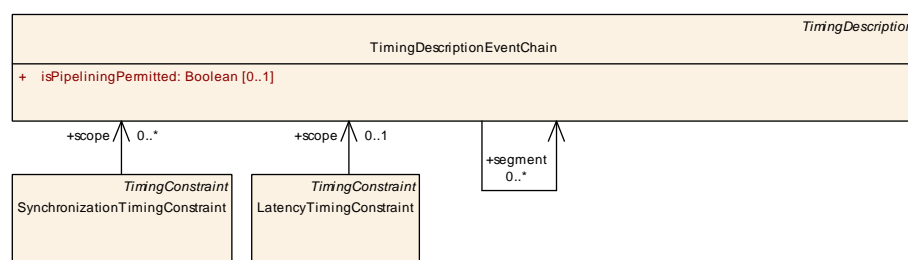 TimingDescription
TimingDescriptionEventChain
+ isPipeliningPermitted: Boolean [0..1]
+scope 0..*
+scope 0..1
+segment
0..*
TimingConstraint
SynchronizationTimingConstraint
TimingConstraint
LatencyTimingConstraint